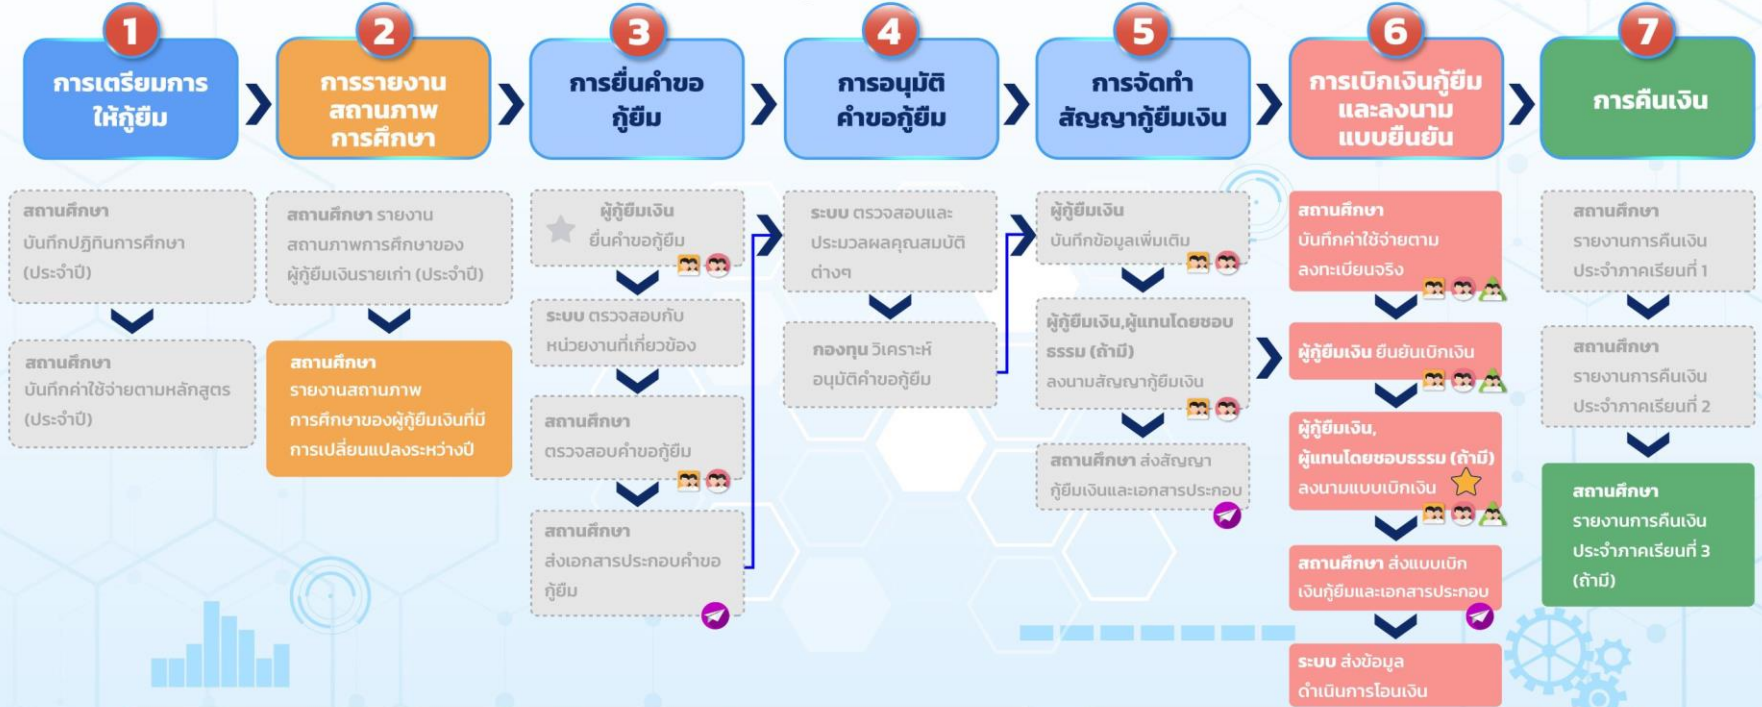 1
การเตรียมการ
ให้กู้ยืม
2
การรายงาน
สถานภาพ
การศึกษา
3
การยื่นคำขอ
กู้ยืม
4
การอนุมัติ
คำขอกู้ยืม
5
การจัดทำ
สัญญากู้ยืมเงิน
6
การเบิกเงินกู้ยืม
และลงนาม
แบบยืนยัน
7
การคืนเงิน
สถานศึกษา
บันทึกปฏิทินการศึกษา
(ประจำปี)
สถานศึกษา
บันทึกค่าใช้จ่ายตามหลักสูตร
(ประจำปี)
สถานศึกษา รายงาน
สถานภาพการศึกษาของ
ผู้กู้ยืมเงินรายเก่า (ประจำปี)
สถานศึกษา
รายงานสถานภาพ
การศึกษาของผู้กู้ยืมเงินที่มี
การเปลี่ยนแปลงระหว่างปี
ผู้กู้ยืมเงิน
ยื่นคำขอกู้ยืม
ระบบ ตรวจสอบกับ
หน่วยงานที่เกี่ยวข้อง
สถานศึกษา
ตรวจสอบคำขอกู้ยืม
สถานศึกษา
ส่งเอกสารประกอบคำขอ
กู้ยืม
ระบบ ตรวจสอบและ
ประมวลผลคุณสมบัติ
ต่างๆ
กองทุน วิเคราะห์
อนุมัติคำขอกู้ยืม
ผู้กู้ยืมเงิน
บันทึกข้อมูลเพิ่มเติม
ผู้กู้ยืมเงิน,ผู้แทนโดยชอบ
ธรรม (ถ้ามี)
ลงนามสัญญากู้ยืมเงิน
สถานศึกษา ส่งสัญญา
กู้ยืมเงินและเอกสารประกอบ
สถานศึกษา
บันทึกค่าใช้จ่ายตาม
ลงทะเบียนจริง
ผู้กู้ยืมเงิน ยืนยันเบิกเงิน
ผู้กู้ยืมเงิน,
ผู้แทนโดยชอบธรรม (ถ้ามี)
ลงนามแบบเบิกเงิน
สถานศึกษา ส่งแบบเบิก
เงินกู้ยืมและเอกสารประกอบ
ระบบ ส่งข้อมูล
ดำเนินการโอนเงิน
สถานศึกษา
รายงานการคืนเงิน
ประจำภาคเรียนที่ 1
สถานศึกษา
รายงานการคืนเงิน
ประจำภาคเรียนที่ 2
สถานศึกษา
รายงานการคืนเงิน
ประจำภาคเรียนที่ 3
(ถ้ามี)